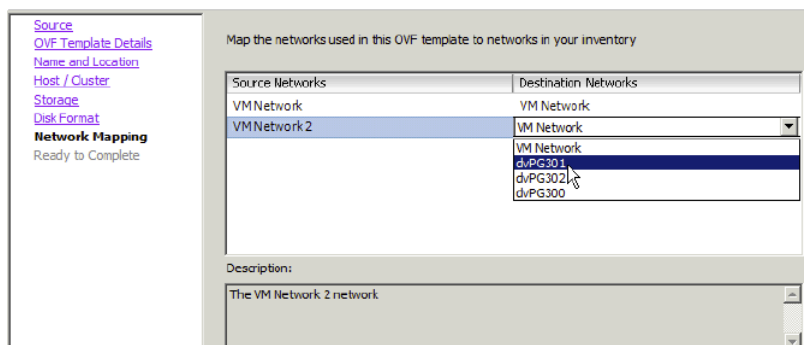 Source
OVF Template Details
Name and Location
Host / Cluster
Storage
Disk Format
Network Mapping
Ready to Complete
Map the networks used in this OVF template to networks in your inventory
Source Networks Destination Networks
VM Network VM Network
VM Network 2 VM Network
VM Network
dvPG301
dvPG302
dvPG300
Description:
The VM Network 2 network